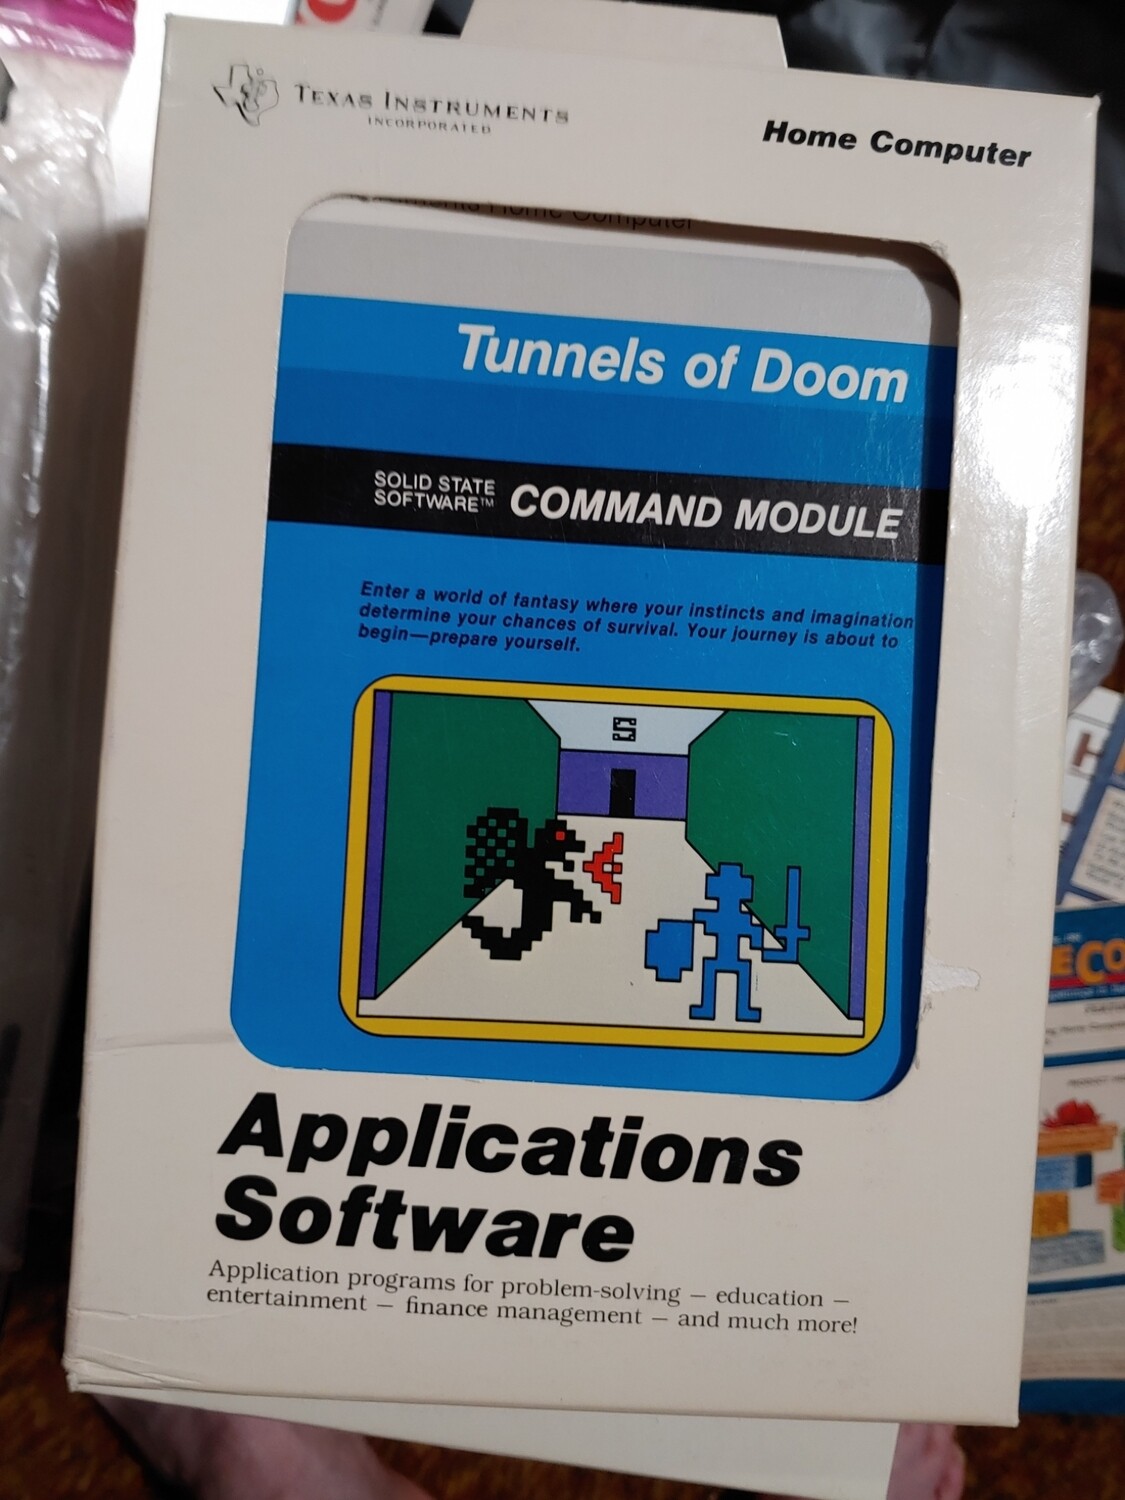 TEXAS INSTRUMENTS
INCORPORATED
Home Computer
Home Computer
Tunnels of Doom
SOLID STATE
SOFTWARE™
COMMAND MODULE
Enter a world of fantasy where your instincts and imagination
determine your chances of survival. Your journey is about to
begin—prepare yourself.
S
Applications
Software
Application programs for problem-solving – education –
entertainment – finance management – and much more!